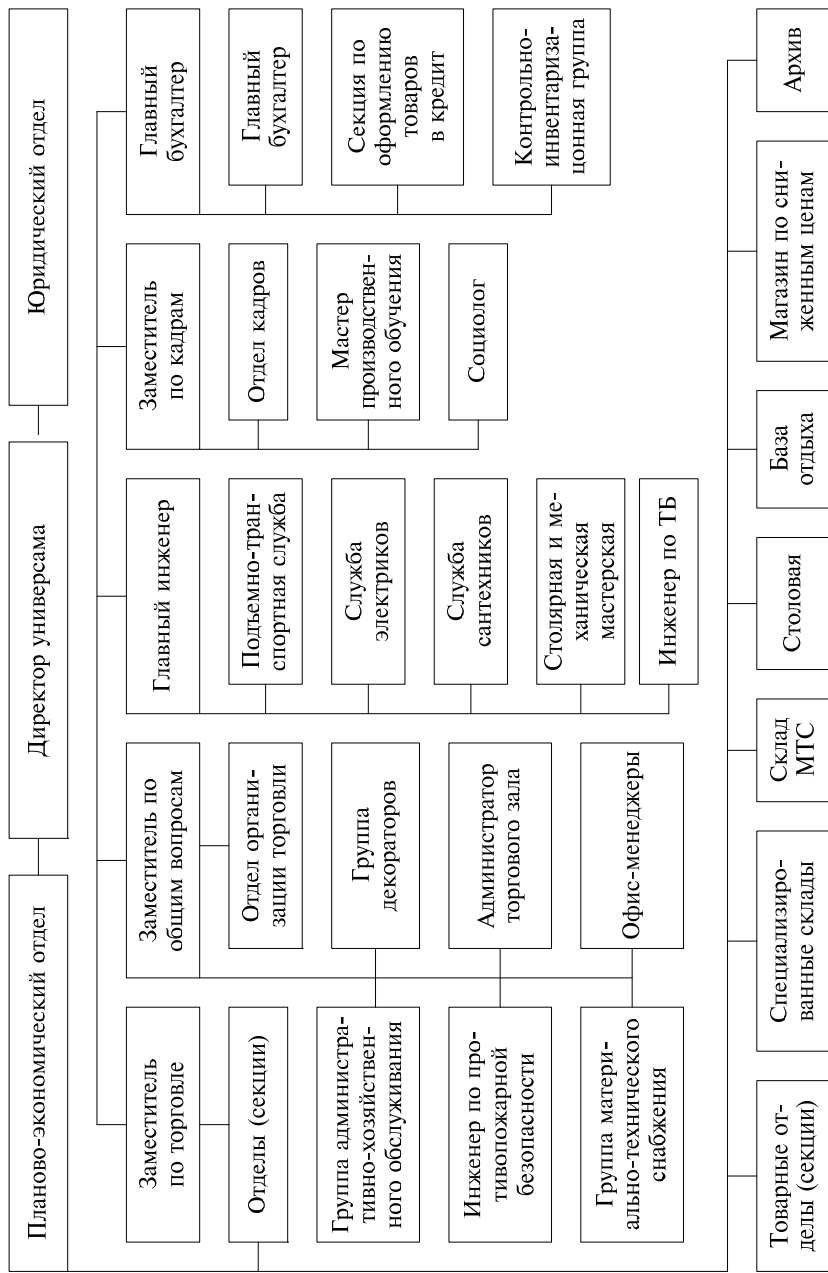 Планово-экономический отдел
Директор универсама
Юридический отдел
Заместитель
по торговле
Заместитель по
общим вопросам
Главный инженер
Заместитель
по кадрам
Главный
бухгалтер
Отделы (секции)
Отдел органи-
зации торговли
Подъемно-тран-
спортная служба
Отдел кадров
Главный
бухгалтер
Группа администра-
тивно-хозяйствен-
ного обслуживания
Группа
декораторов
Служба
электриков
Мастер
производствен-
ного обучения
Секция по
оформлению
товаров
в кредит
Инженер по про-
тивопожарной
безопасности
Администратор
торгового зала
Служба
сантехников
Социолог
Контрольно-
инвентариза-
цонная группа
Группа матери-
ально-технического
снабжения
Офис-менеджеры
Столярная и ме-
ханическая
мастерская
Инженер по ТБ
Товарные от-
делы (секции)
Специализиро-
ванные склады
Склад
МТС
Столовая
База
отдыха
Магазин по сни-
женным ценам
Архив